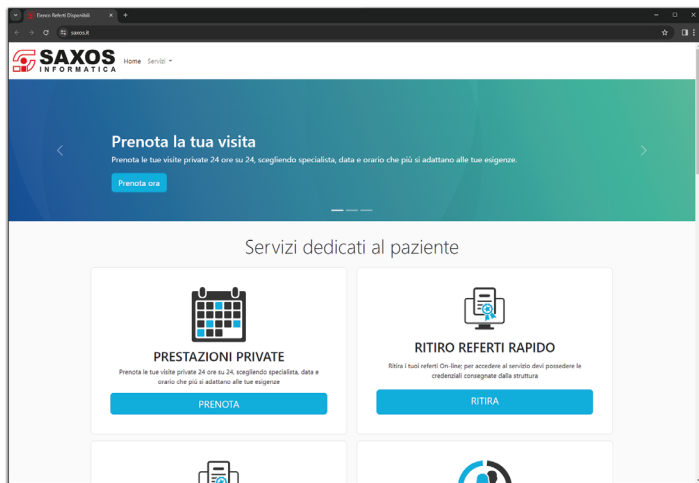 Elenco Referti Disponibili
saxos.it
SAXOS
INFORMATICA
Home Servizi
Prenota la tua visita
Prenota le tue visite private 24 ore su 24, scegliendo specialista, data e orario che più si adattano alle tue esigenze.
Prenota ora
Servizi dedicati al paziente
PRESTAZIONI PRIVATE
Prenota le tue visite private 24 ore su 24, scegliendo specialista, data e
orario che più si adattano alle tue esigenze
PRENOTA
RITIRO REFERTI RAPIDO
Ritira i tuoi referti On-line; per accedere al servizio devi possedere le
credenziali consegnate dalla struttura
RITIRA